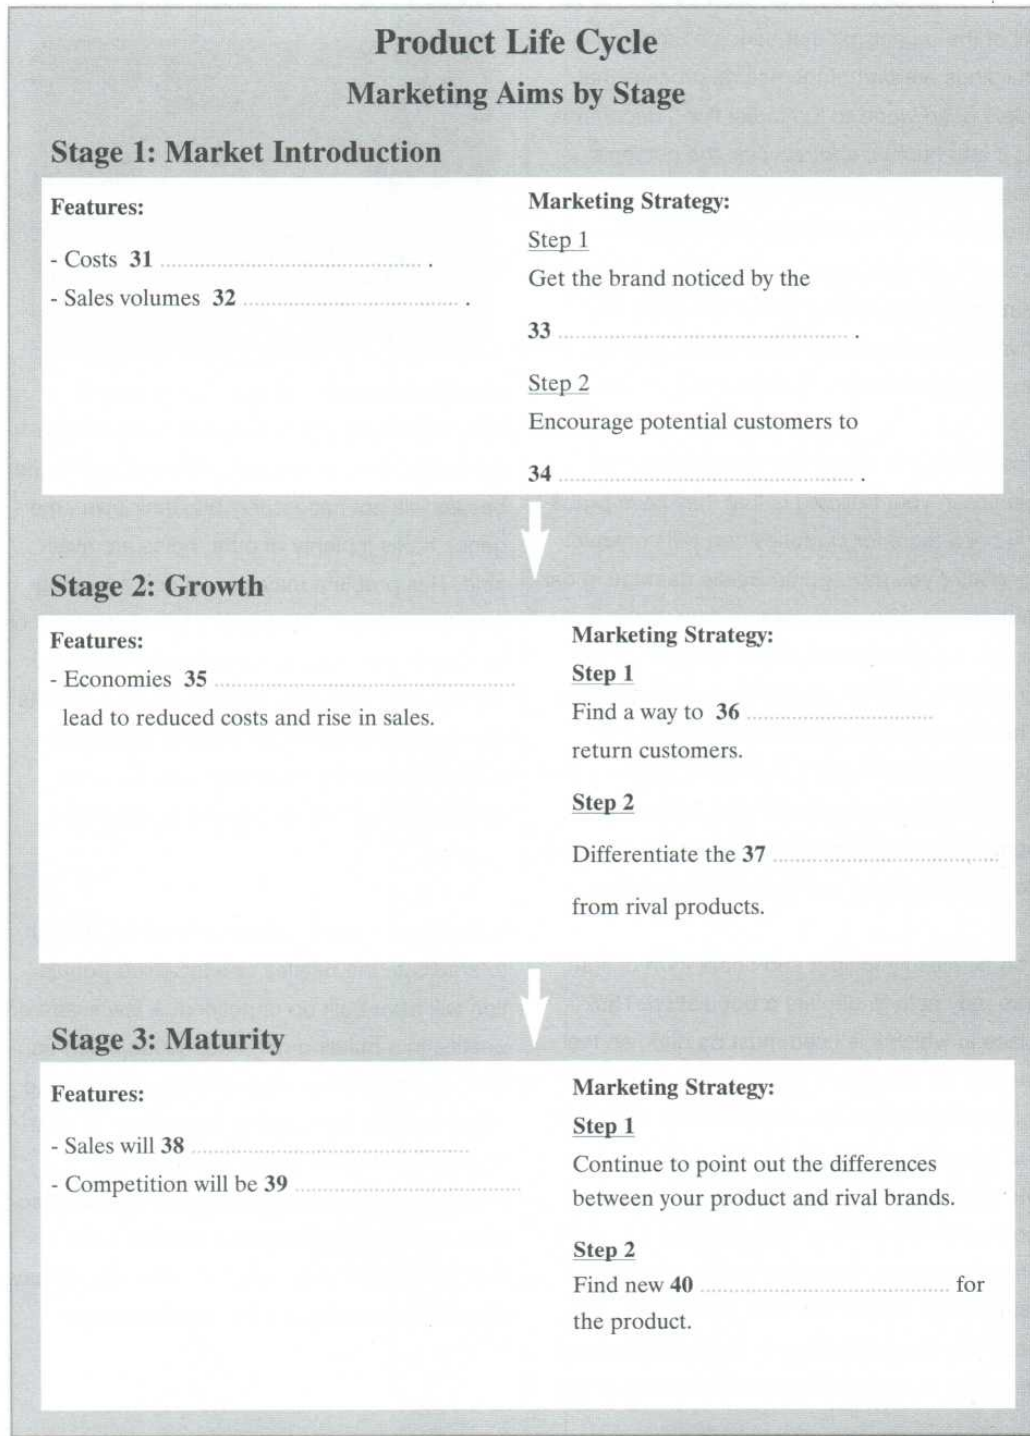 Product Life Cycle
Marketing Aims by Stage
Stage 1: Market Introduction
Features:
- Costs 31 ........................................ .
- Sales volumes 32 ........................................ .
Marketing Strategy:
Step 1
Get the brand noticed by the
33 ........................................ .
Step 2
Encourage potential customers to
34 ........................................ .
Stage 2: Growth
Features:
- Economies 35 ........................................
lead to reduced costs and rise in sales.
Marketing Strategy:
Step 1
Find a way to 36 ........................................
return customers.
Step 2
Differentiate the 37 ........................................
from rival products.
Stage 3: Maturity
Features:
- Sales will 38 ........................................
- Competition will be 39 ........................................
Marketing Strategy:
Step 1
Continue to point out the differences
between your product and rival brands.
Step 2
Find new 40 ........................................ for
the product.